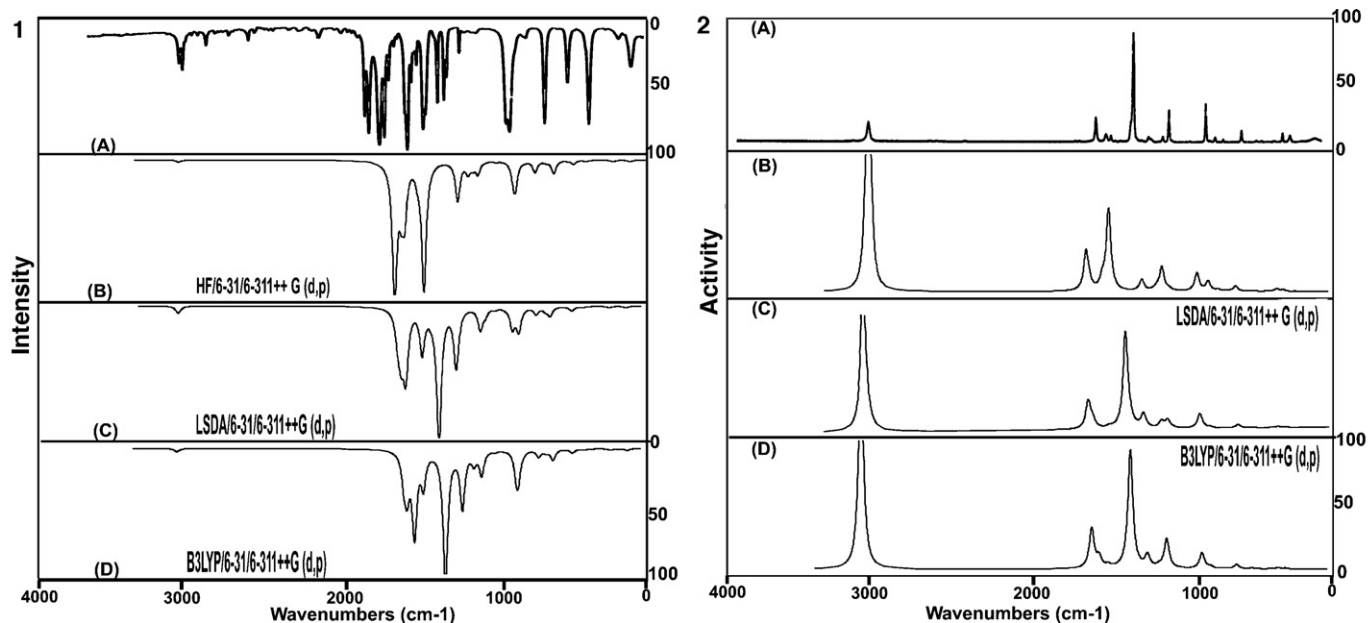 1
0
50
(A)
100
(B)
HF/6-31/6-311++ G (d,p)
Intensity
(C)
LSDA/6-31/6-311++G (d,p)
0
50
(D)
B3LYP/6-31/6-311++G (d,p)
100
4000
3000
2000
1000
0
Wavenumbers (cm-1)
2
(A)
100
50
0
(B)
Activity
(C)
LSDA/6-31/6-311++ G (d,p)
(D)
B3LYP/6-31/6-311++G (d,p)
100
50
0
4000
3000
2000
1000
0
Wavenumbers (cm-1)